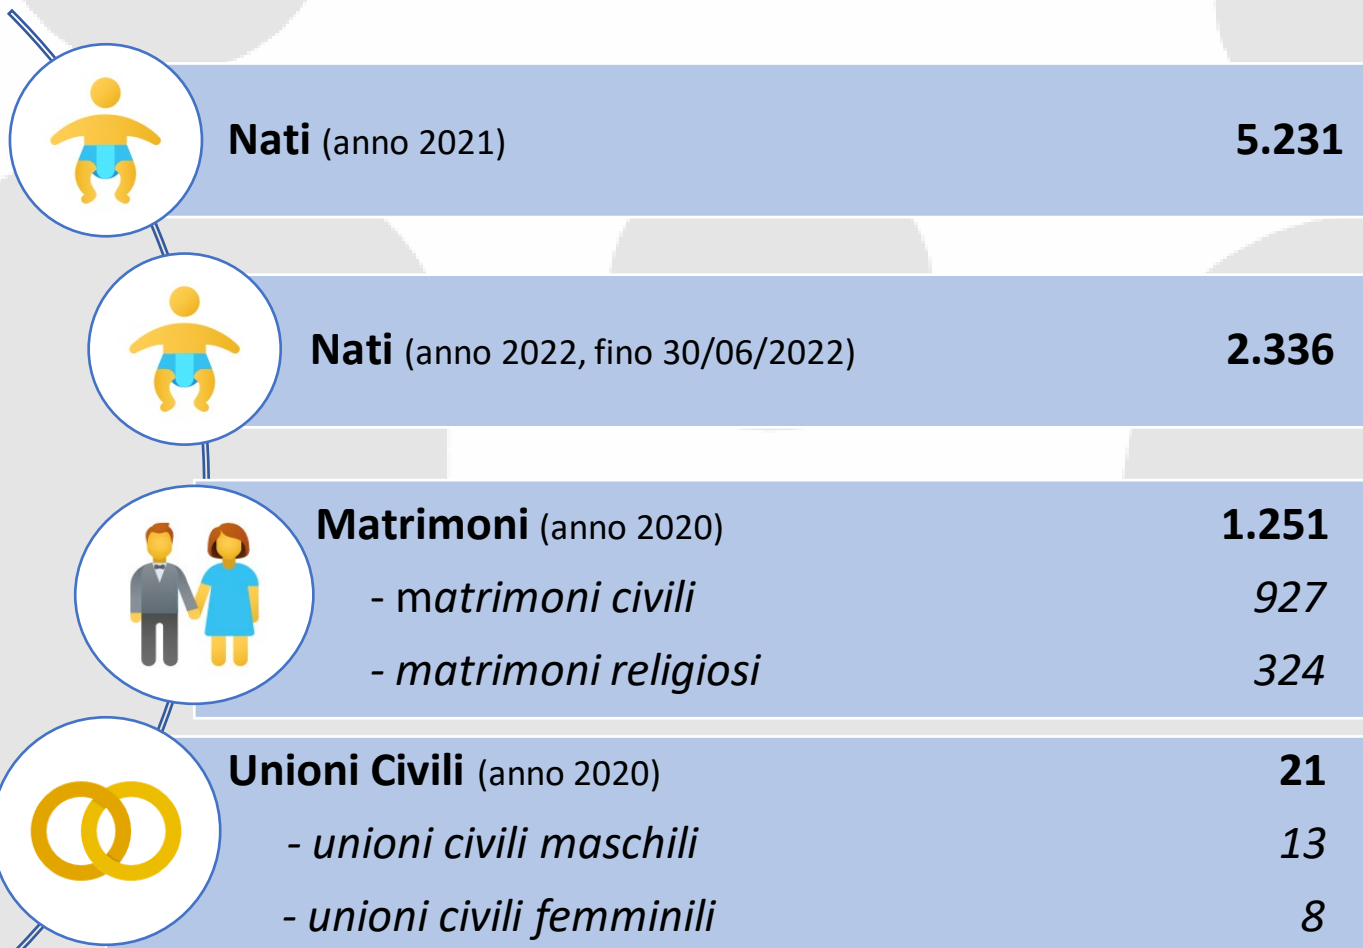 Nati (anno 2021) 5.231
Nati (anno 2022, fino 30/06/2022) 2.336
Matrimoni (anno 2020) 1.251
- matrimoni civili 927
- matrimoni religiosi 324
Unioni Civili (anno 2020) 21
- unioni civili maschili 13
- unioni civili femminili 8